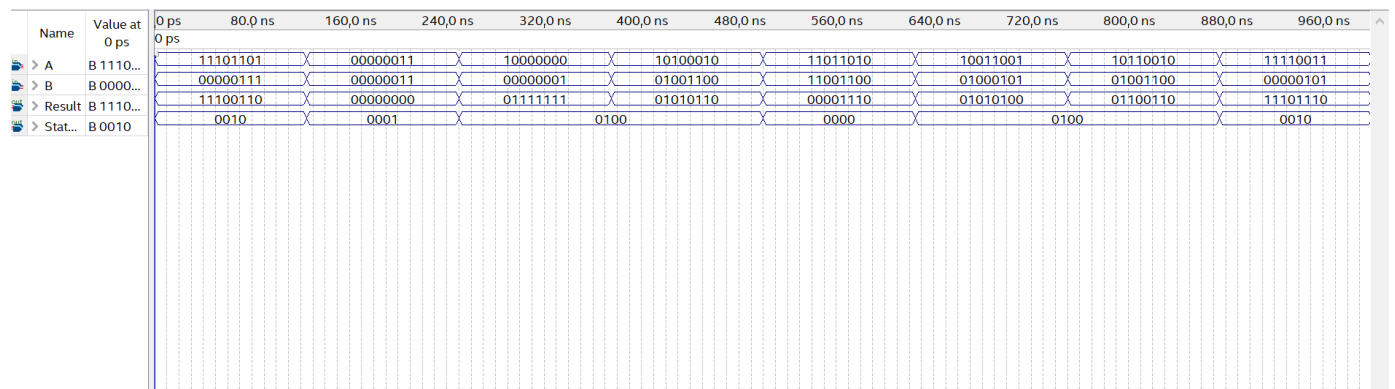 Name Value at 0 ps
0 ps 80,0 ns 160,0 ns 240,0 ns 320,0 ns 400,0 ns 480,0 ns 560,0 ns 640,0 ns 720,0 ns 800,0 ns 880,0 ns 960,0 ns
0 ps
A B 1110... 11101101 00000011 10000000 10100010 11011010 10011001 10110010 11110011
B B 0000... 00000111 00000011 00000001 01001100 11001100 01000101 01001100 00000101
out Result B 1110... 11100110 00000000 01111111 01010110 00001110 01010100 01100110 11101110
out Stat... B 0010 0010 0001 0100 0000 0100 0010